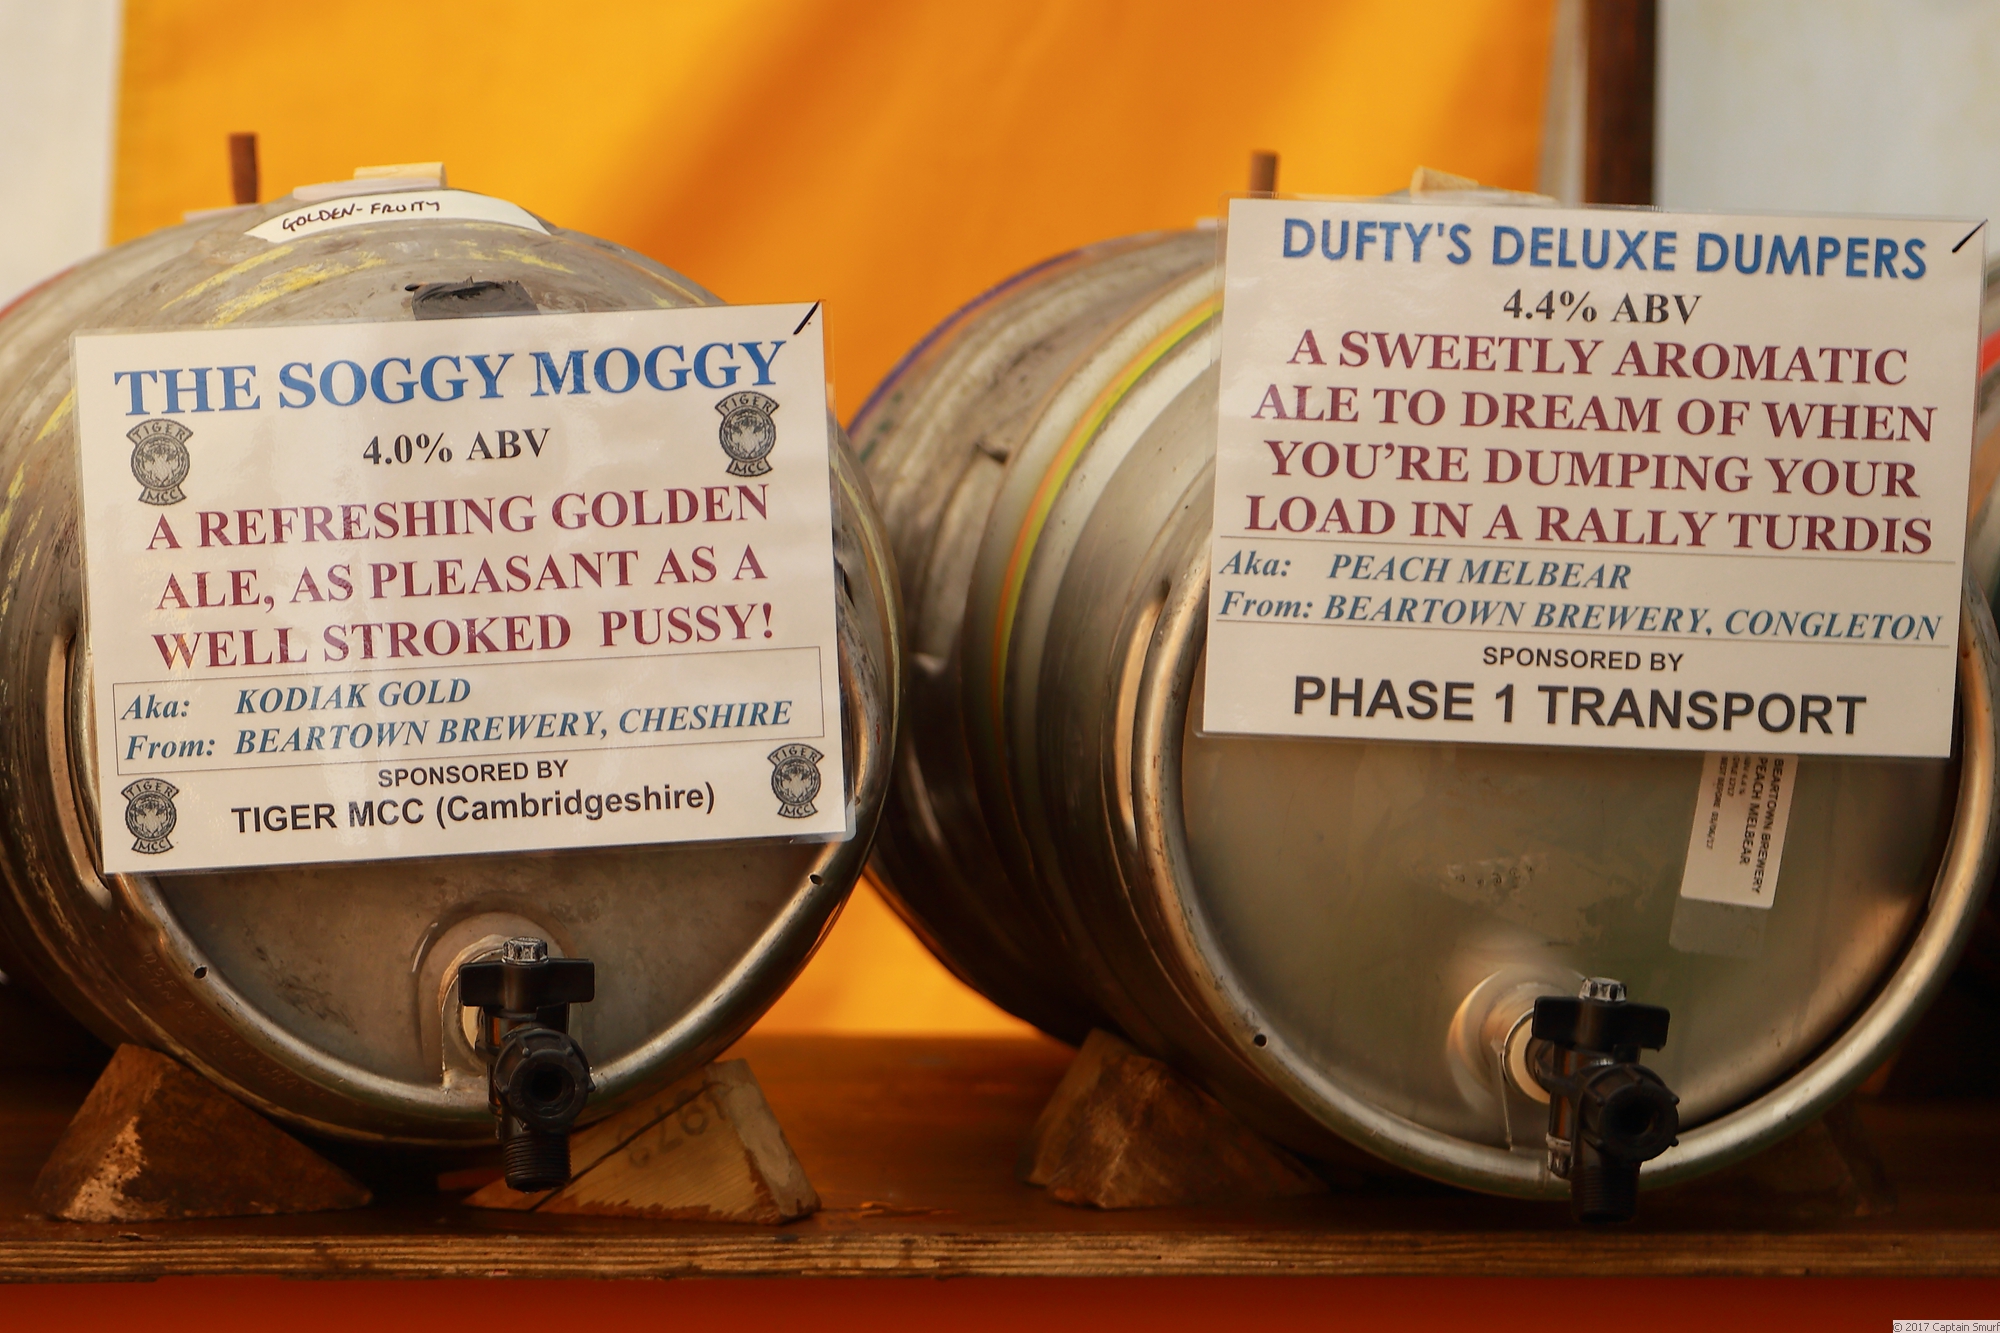 GOLDEN-FRUITY
THE SOGGY MOGGY
TIGER
MCC
TIGER
MCC
4.0% ABV
A REFRESHING GOLDEN
ALE, AS PLEASANT AS A
WELL STROKED PUSSY!
Aka: KODIAK GOLD
From: BEARTOWN BREWERY, CHESHIRE
SPONSORED BY
TIGER MCC (Cambridgeshire)
TIGER
MCC
TIGER
MCC
DUFTY'S DELUXE DUMPERS
4.4% ABV
A SWEETLY AROMATIC
ALE TO DREAM OF WHEN
YOU’RE DUMPING YOUR
LOAD IN A RALLY TURDIS
Aka: PEACH MELBEAR
From: BEARTOWN BREWERY, CONGLETON
SPONSORED BY
PHASE 1 TRANSPORT
BEARTOWN BREWERY
PEACH MELBEAR
© 2017 Captain Smurf